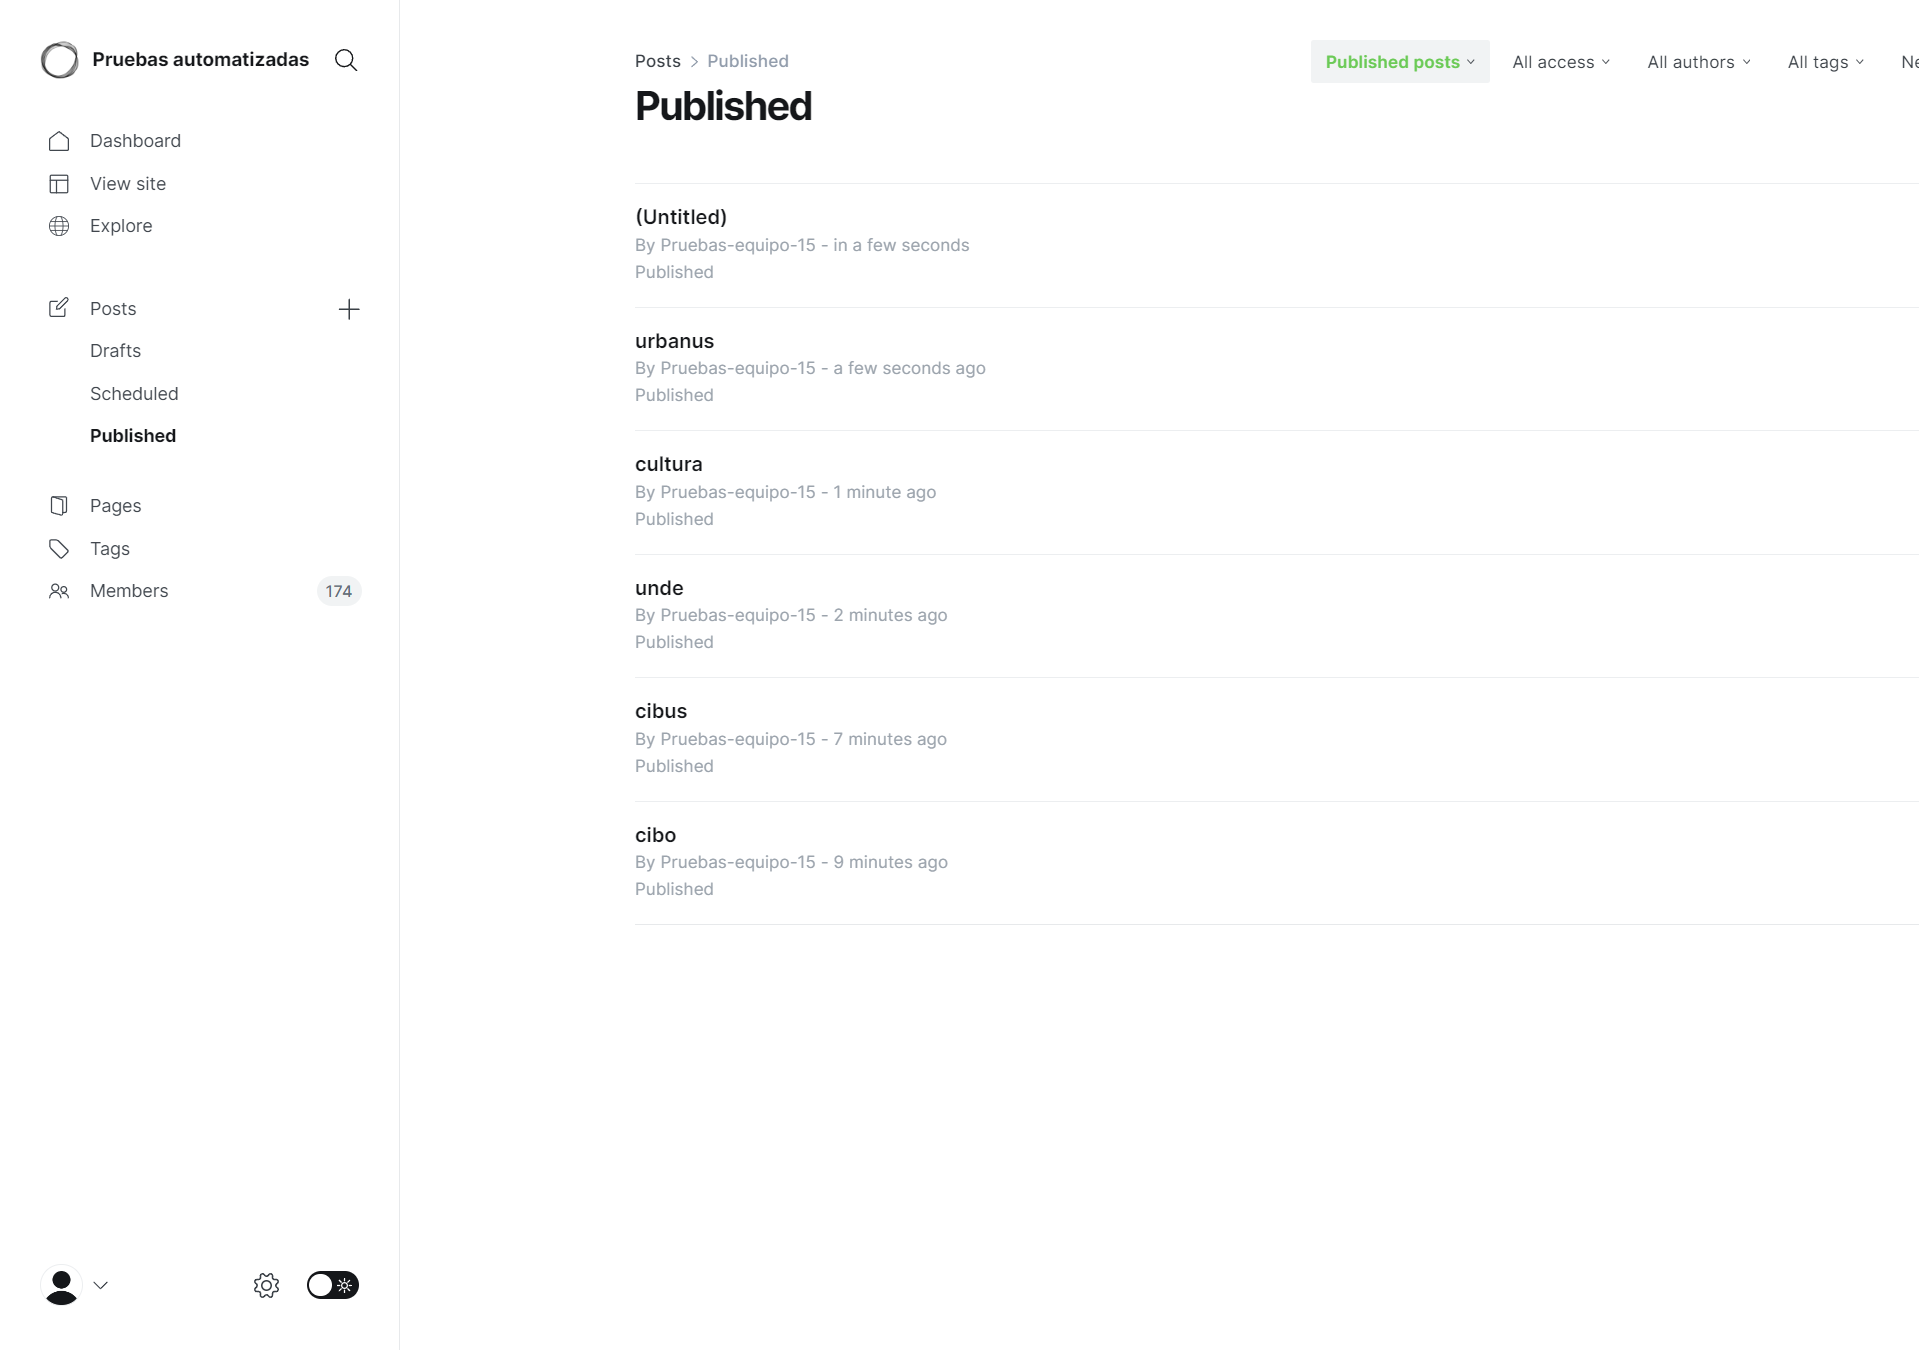 Pruebas automatizadas
Dashboard
View site
Explore
Posts
Drafts
Scheduled
Published
Pages
Tags
Members 174
Posts > Published
Published
Published posts
All access
All authors
All tags
(Untitled)
By Pruebas-equipo-15 - in a few seconds
Published
urbanus
By Pruebas-equipo-15 - a few seconds ago
Published
cultura
By Pruebas-equipo-15 - 1 minute ago
Published
unde
By Pruebas-equipo-15 - 2 minutes ago
Published
cibus
By Pruebas-equipo-15 - 7 minutes ago
Published
cibo
By Pruebas-equipo-15 - 9 minutes ago
Published